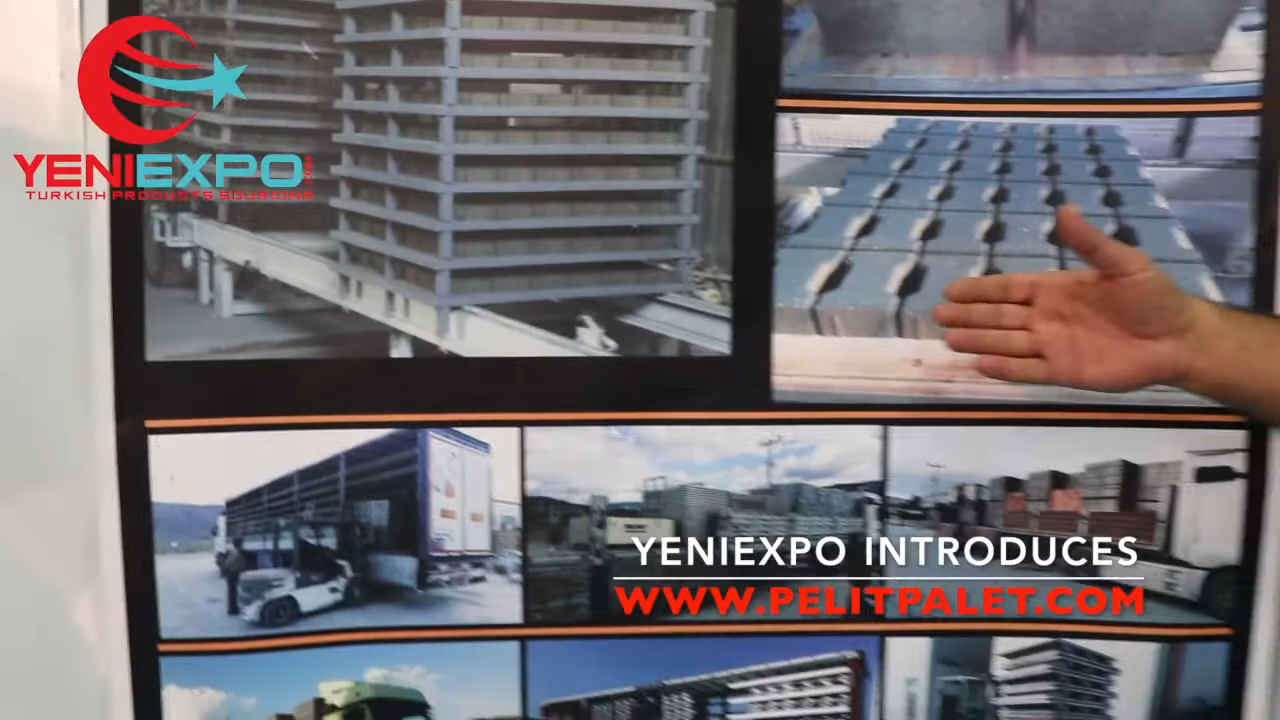 YENIEXPO
TURKISH PRODUCTS SOURCING
YENIEXPO INTRODUCES
WWW.PELITPALET.COM